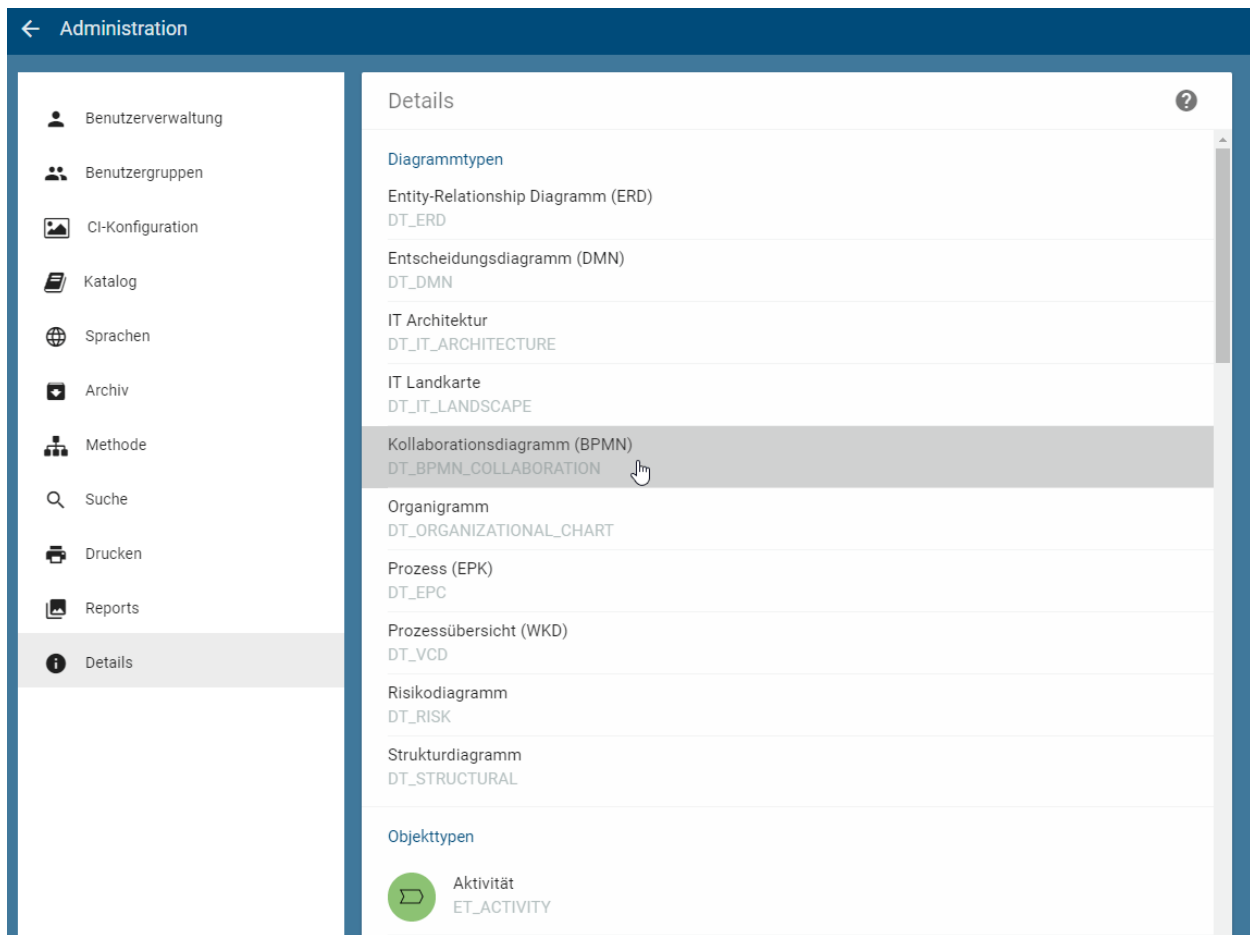 Administration
Benutzerverwaltung
Benutzergruppen
CI-Konfiguration
Katalog
Sprachen
Archiv
Methode
Suche
Drucken
Reports
Details
Details
Diagrammtypen
Entity-Relationship Diagramm (ERD)
DT_ERD
Entscheidungsdiagramm (DMN)
DT_DMN
IT Architektur
DT_IT_ARCHITECTURE
IT Landkarte
DT_IT_LANDSCAPE
Kollaborationsdiagramm (BPMN)
DT_BPMN_COLLABORATION
Organigramm
DT_ORGANIZATIONAL_CHART
Prozess (EPK)
DT_EPC
Prozessübersicht (WKD)
DT_VCD
Risikodiagramm
DT_RISK
Strukturdiagramm
DT_STRUCTURAL
Objekttypen
Aktivität
ET_ACTIVITY